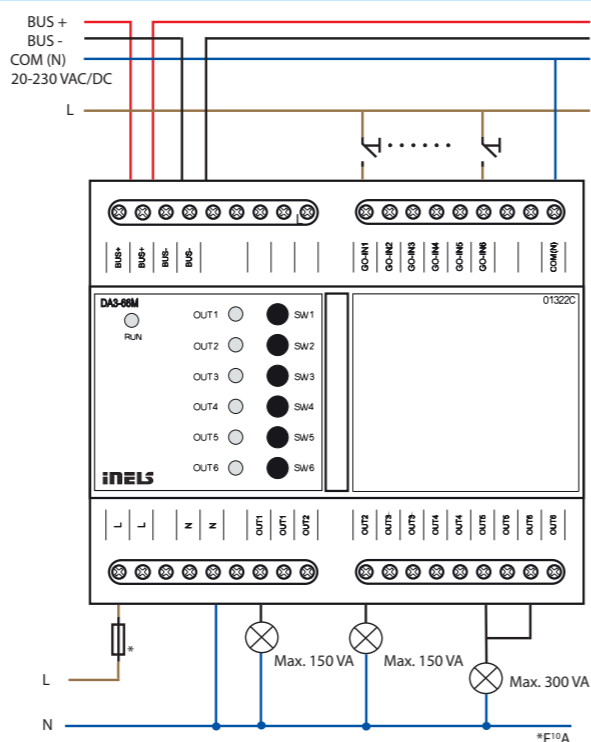 BUS +
BUS -
COM (N)
20-230 VAC/DC
L
BUS+ BUS+ BUS- BUS-
GO-IN1 GO-IN2 GO-IN3 GO-IN4 GO-IN5 GO-IN6 COM(N)
DA3-66M
RUN
01322C
OUT1 SW1
OUT2 SW2
OUT3 SW3
OUT4 SW4
OUT5 SW5
OUT6 SW6
iNELS
L L N N OUT1 OUT1 OUT2
OUT2 OUT3 OUT3 OUT4 OUT4 OUT5 OUT5 OUT6 OUT6
*
Max. 150 VA Max. 150 VA Max. 300 VA
L
N
*F10A